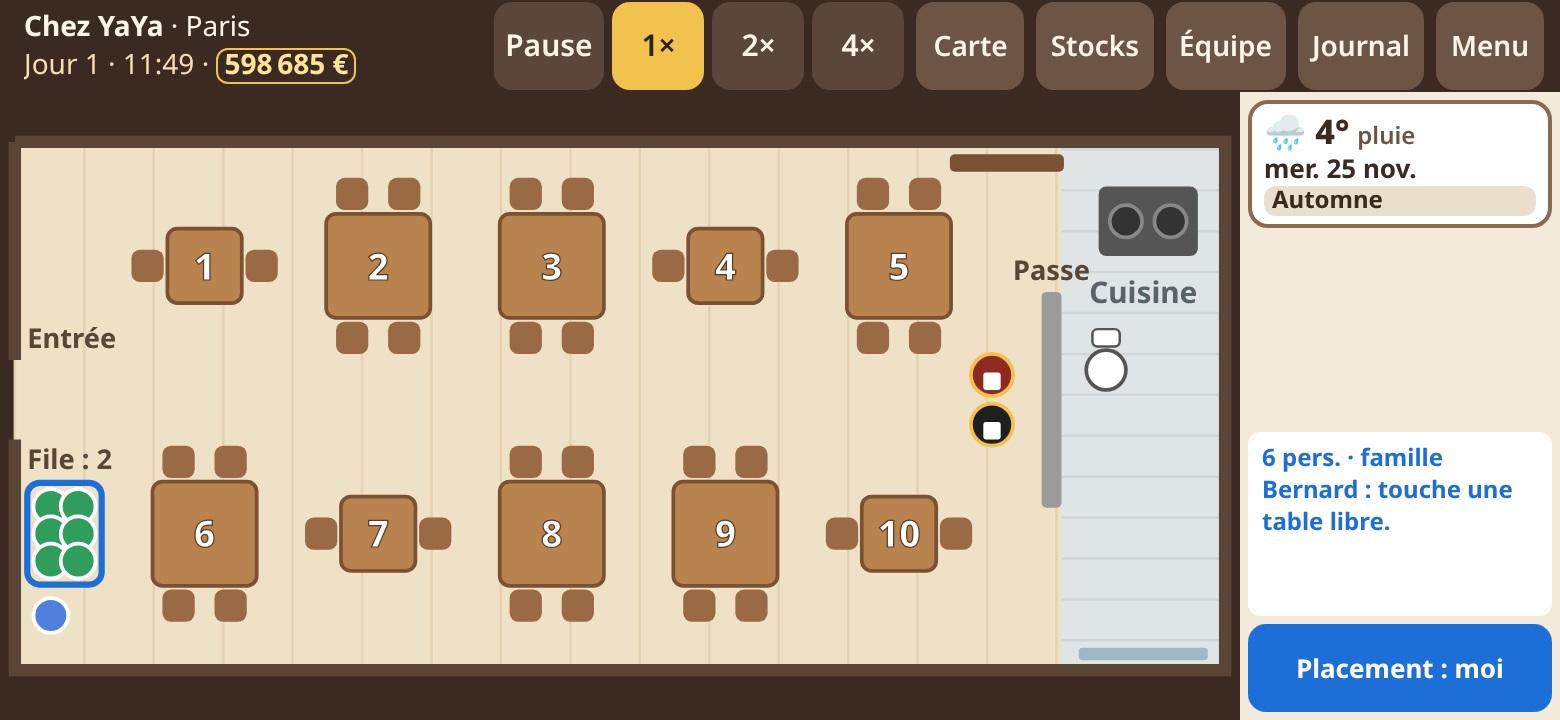 Chez YaYa · Paris
Jour 1 · 11:49 · 598 685 €
Pause
1×
2×
4×
Carte
Stocks
Équipe
Journal
Menu
4° pluie
mer. 25 nov.
Automne
1
2
3
4
5
Passe
Cuisine
Entrée
File : 2
6
7
8
9
10
6 pers. · famille
Bernard : touche une
table libre.
Placement : moi